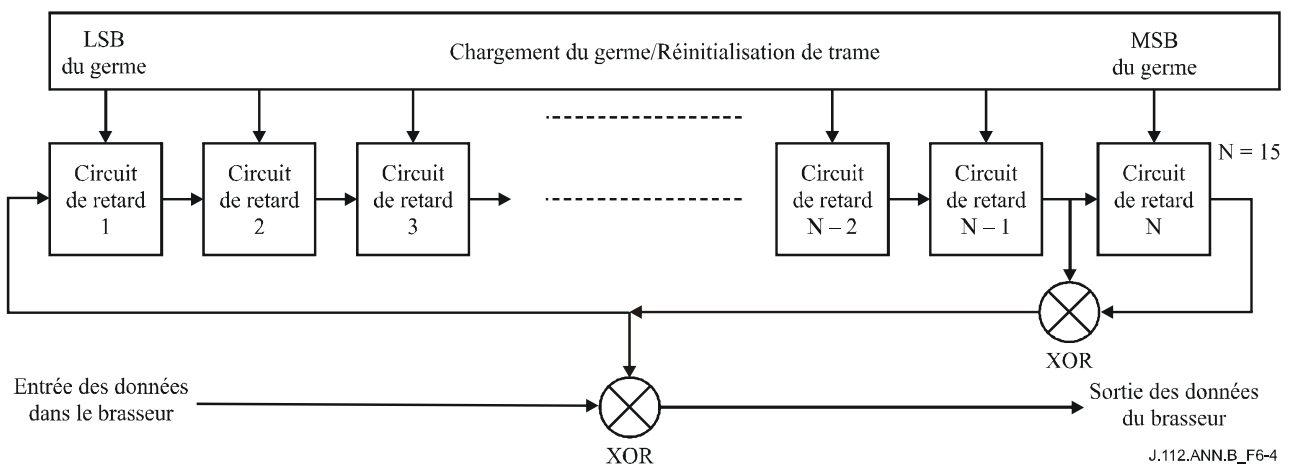 LSB
du germe
Chargement du germe/Réinitialisation de trame
MSB
du germe
Circuit
de retard
1
Circuit
de retard
2
Circuit
de retard
3
Circuit
de retard
N – 2
Circuit
de retard
N – 1
Circuit
de retard
N
N = 15
XOR
Entrée des données
dans le brasseur
XOR
Sortie des données
du brasseur
J.112.ANN.B_F6-4